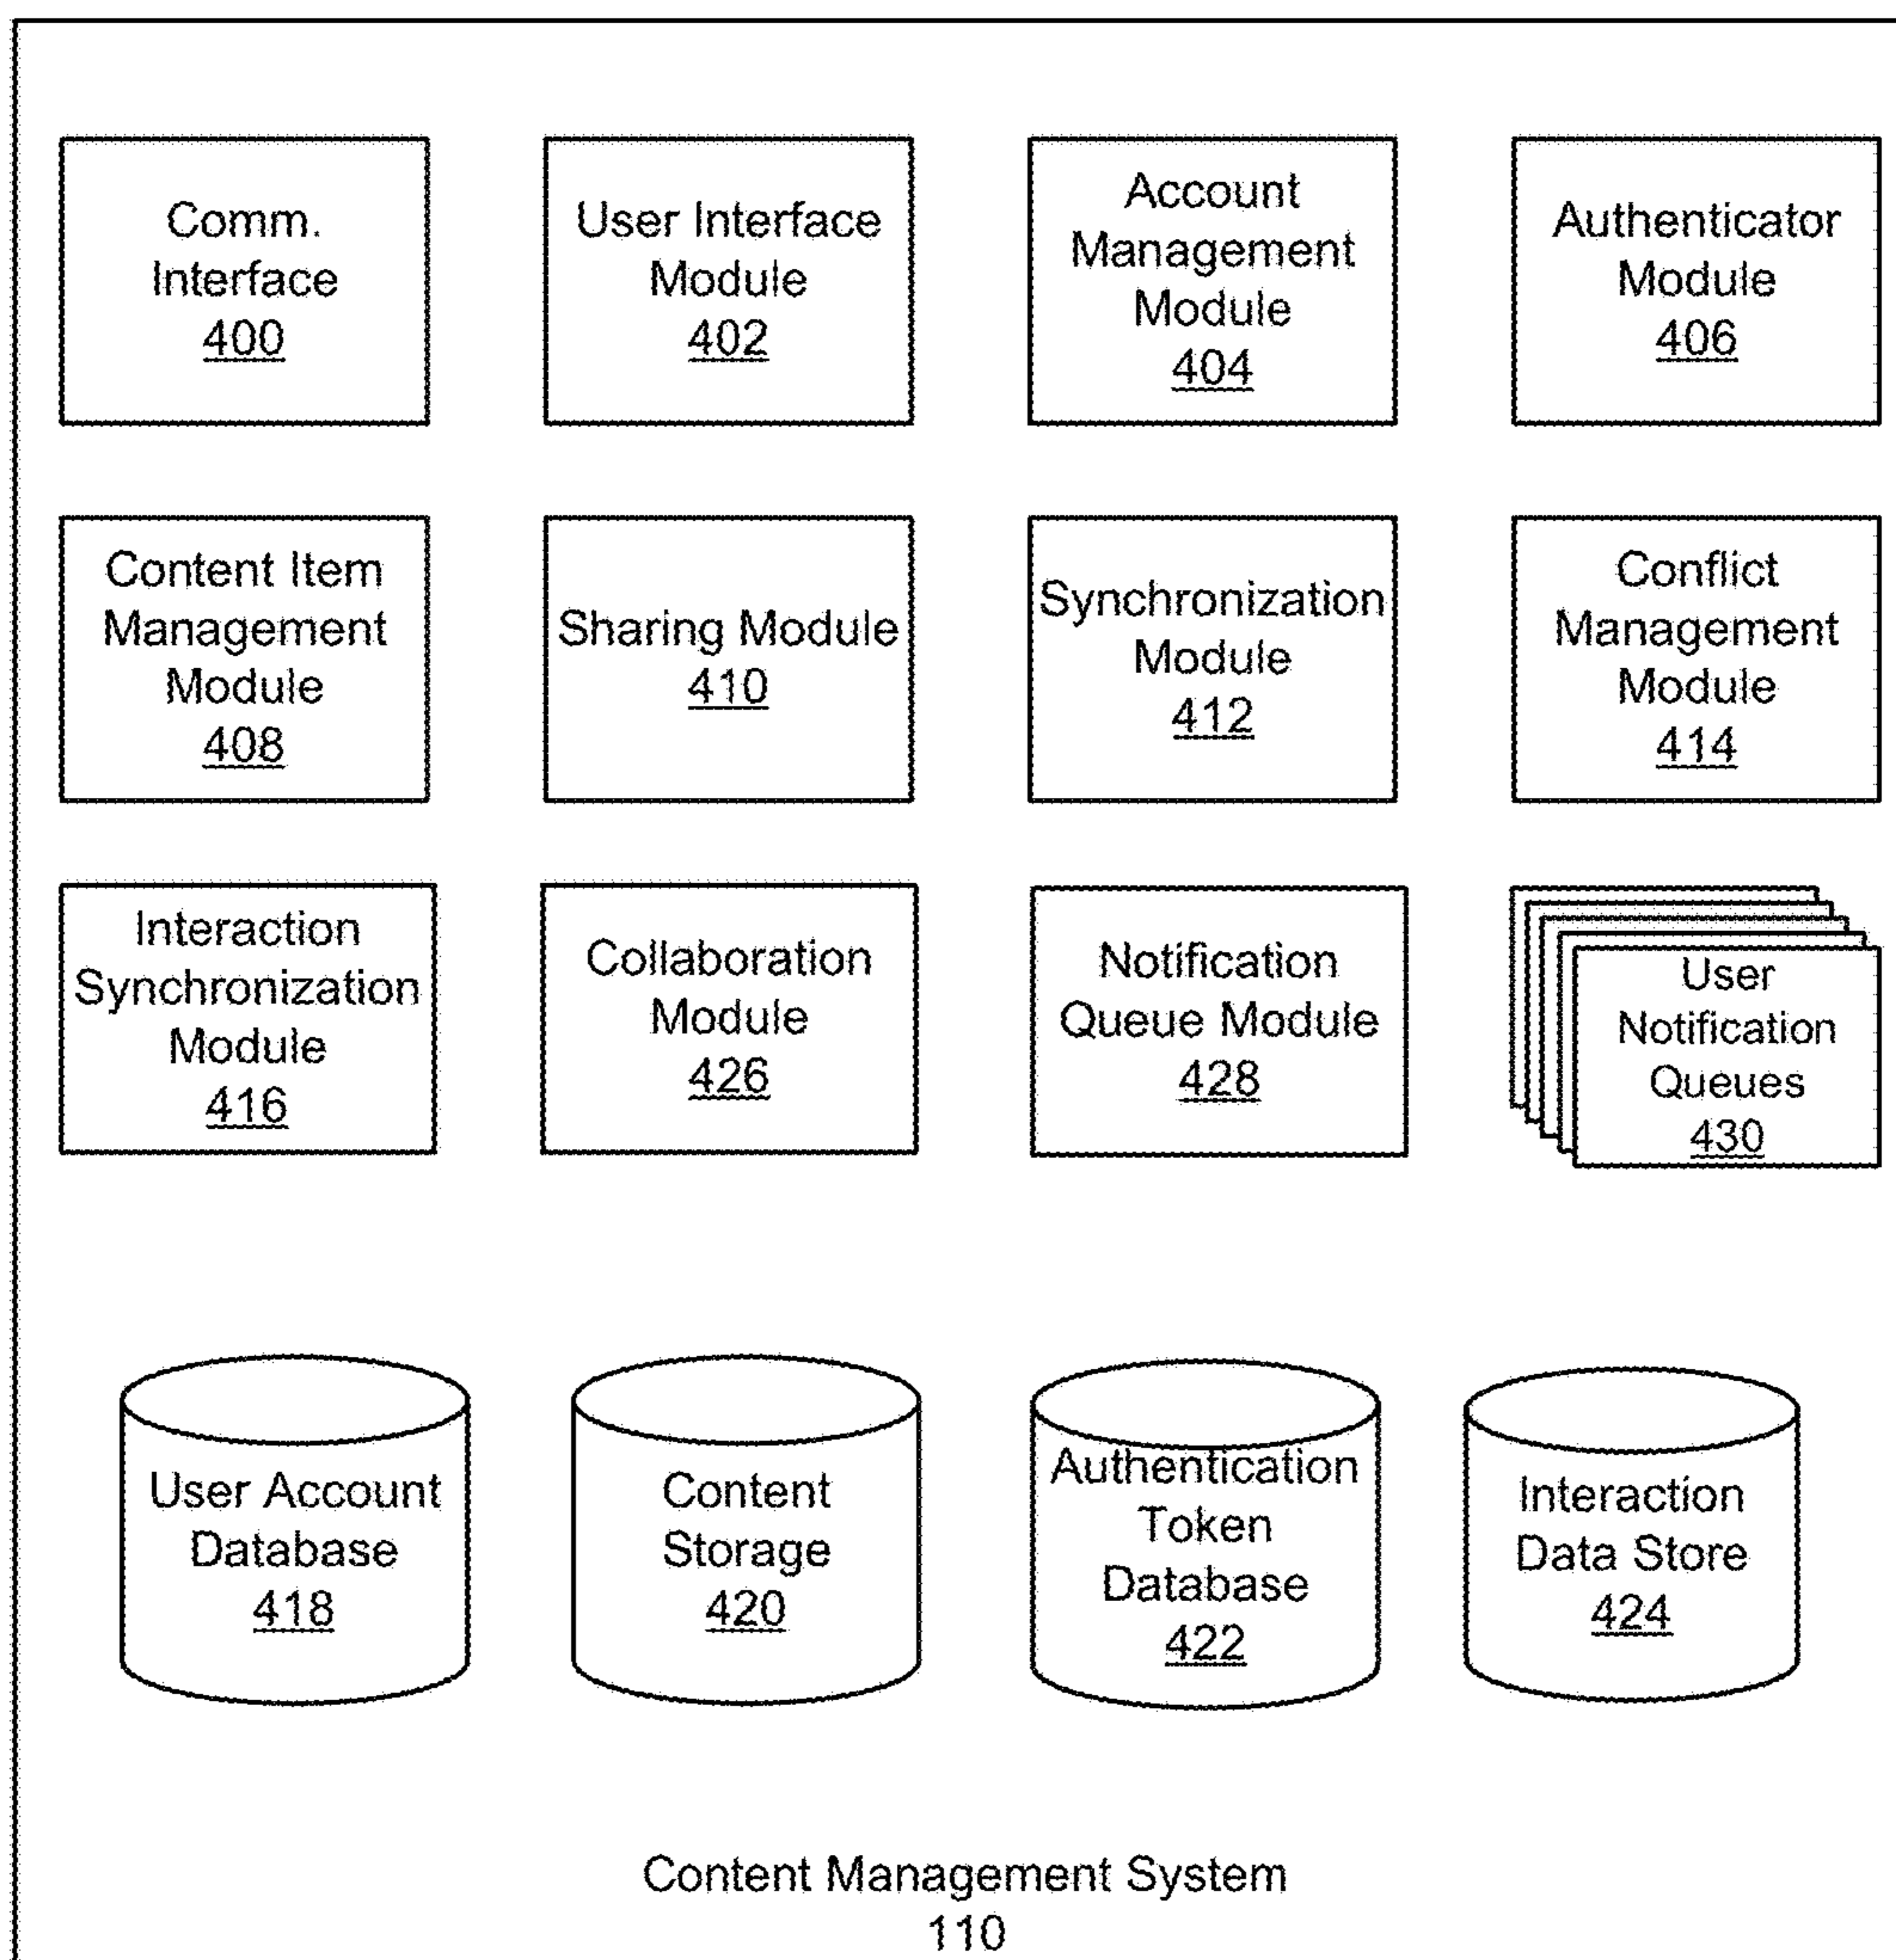 Comm.
Interface
400
User Interface
Module
402
Account
Management
Module
404
Authenticator
Module
406
Content Item
Management
Module
408
Sharing Module
410
Synchronization
Module
412
Conflict
Management
Module
414
Interaction
Synchronization
Module
416
Collaboration
Module
426
Notification
Queue Module
428
User
Notification
Queues
430
User Account
Database
418
Content
Storage
420
Authentication
Token
Database
422
Interaction
Data Store
424
Content Management System
110